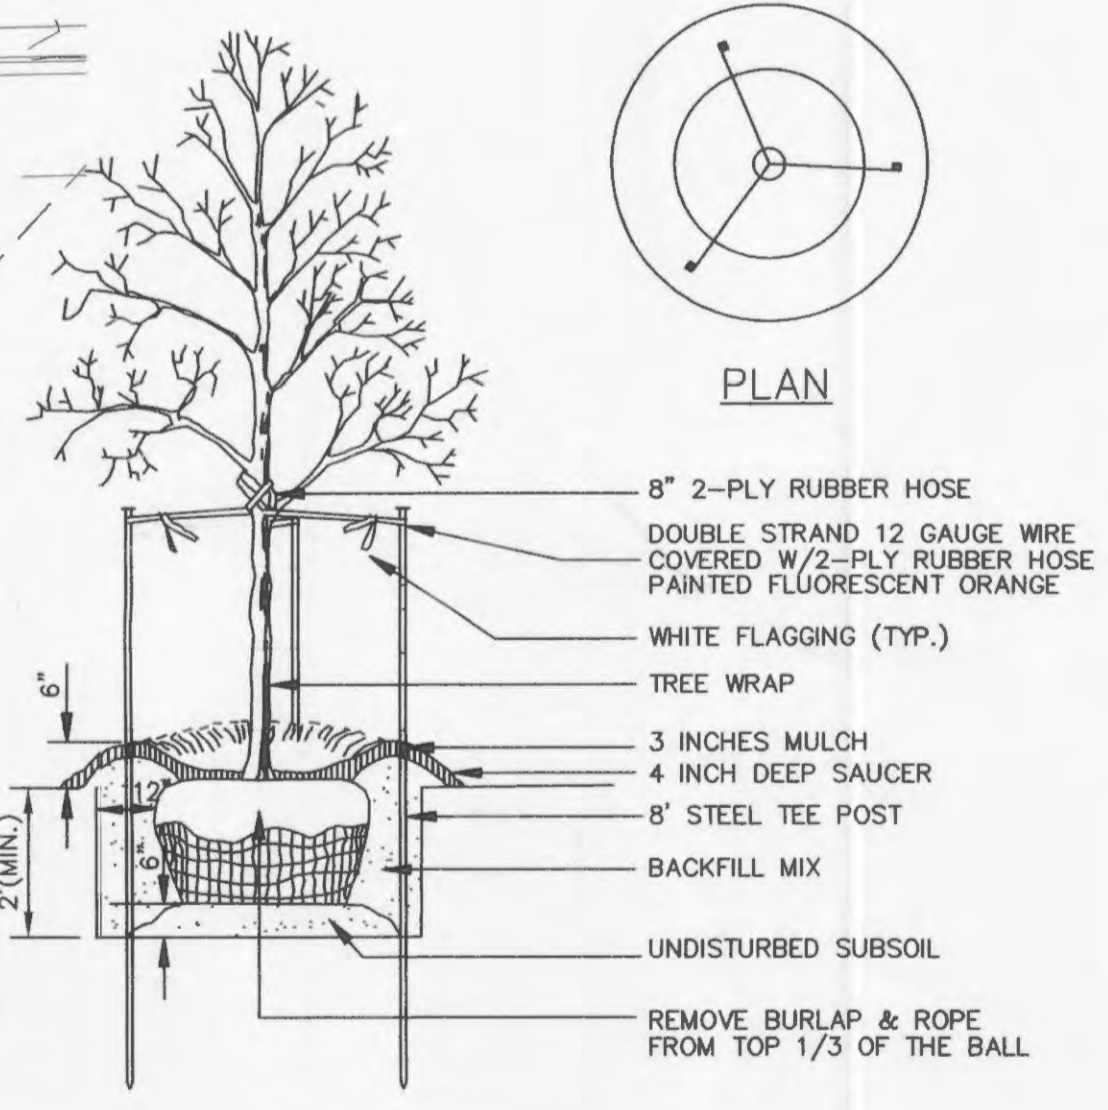 PLAN
8" 2-PLY RUBBER HOSE
DOUBLE STRAND 12 GAUGE WIRE
COVERED W/2-PLY RUBBER HOSE
PAINTED FLUORESCENT ORANGE
WHITE FLAGGING (TYP.)
TREE WRAP
6"
3 INCHES MULCH
4 INCH DEEP SAUCER
12"
8' STEEL TEE POST
2'(MIN.)
6"
BACKFILL MIX
UNDISTURBED SUBSOIL
REMOVE BURLAP & ROPE
FROM TOP 1/3 OF THE BALL